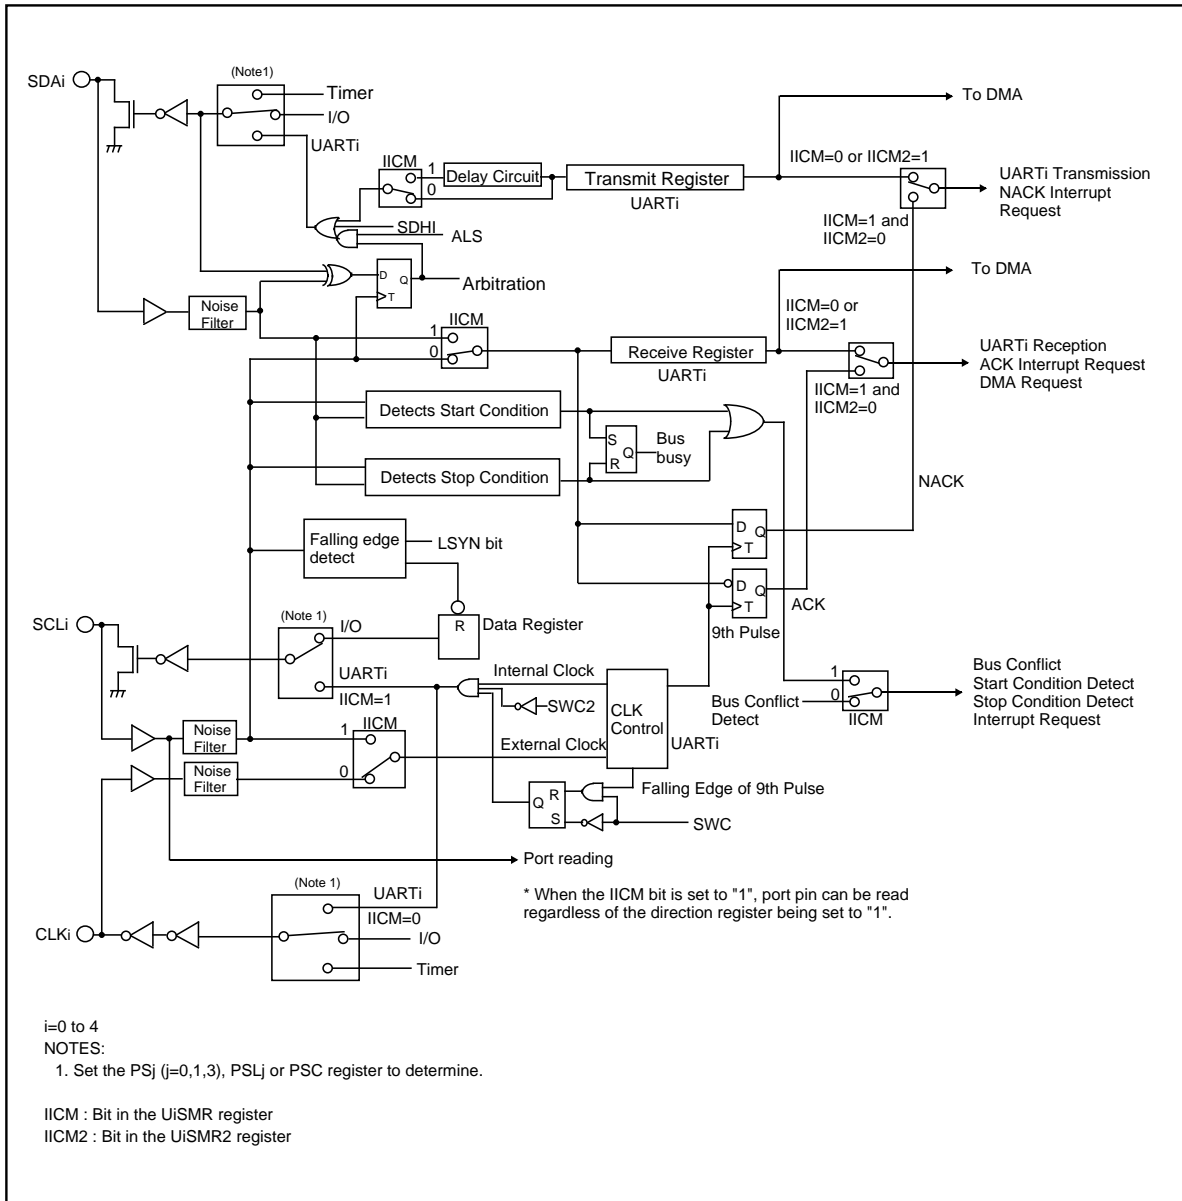 SDAi
(Note1)
Timer
I/O
UARTi
To DMA
IICM
1
0
Delay Circuit
Transmit Register
UARTi
IICM=0 or IICM2=1
UARTi Transmission
NACK Interrupt
Request
IICM=1 and
IICM2=0
SDHI
ALS
D
Q
T
Arbitration
To DMA
Noise
Filter
IICM
1
0
Receive Register
UARTi
IICM=0 or
IICM2=1
UARTi Reception
ACK Interrupt Request
DMA Request
IICM=1 and
IICM2=0
Detects Start Condition
S
R
Q
Bus
busy
Detects Stop Condition
NACK
D
Q
T
Falling edge
detect
LSYN bit
D
Q
T
ACK
9th Pulse
SCLi
(Note 1)
I/O
R
Data Register
UARTi
IICM=1
Internal Clock
SWC2
CLK
Control
UARTi
Bus Conflict
Detect
1
0
IICM
Bus Conflict
Start Condition Detect
Stop Condition Detect
Interrupt Request
Noise
Filter
IICM
1
0
External Clock
Noise
Filter
Q
R
S
Falling Edge of 9th Pulse
SWC
Port reading
(Note 1)
UARTi
IICM=0
* When the IICM bit is set to "1", port pin can be read
regardless of the direction register being set to "1".
CLKi
I/O
Timer
i=0 to 4
NOTES:
1. Set the PSj (j=0,1,3), PSLj or PSC register to determine.
IICM : Bit in the UiSMR register
IICM2 : Bit in the UiSMR2 register